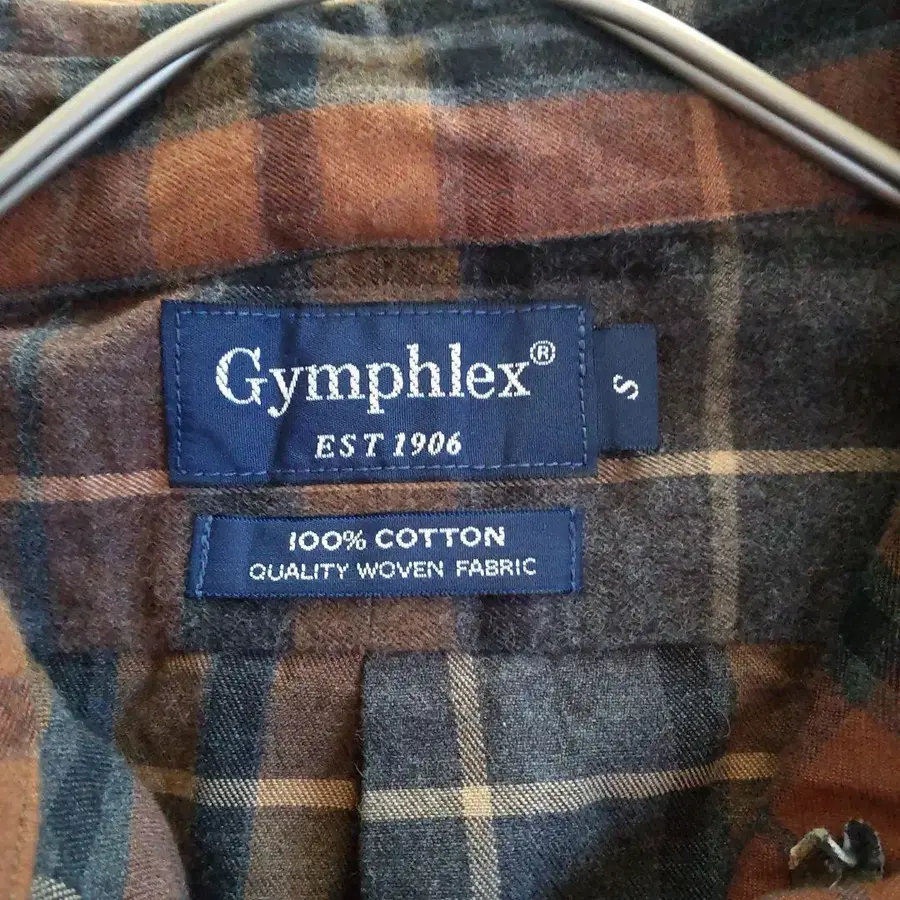 Gymphlex®
EST 1906
S
100% COTTON
QUALITY WOVEN FABRIC